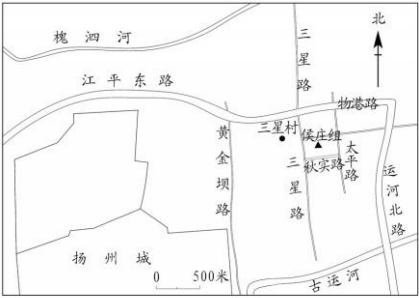 北
槐泗河
三星路
江平东路
物港路
三星村
侯庄组
黄金坝路
三星路
秋实路
太平路
运河北路
扬州城
0 500米
古运河